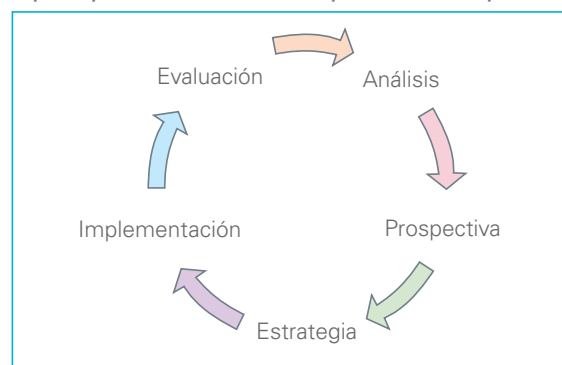 Evaluación
Análisis
Prospectiva
Estrategia
Implementación